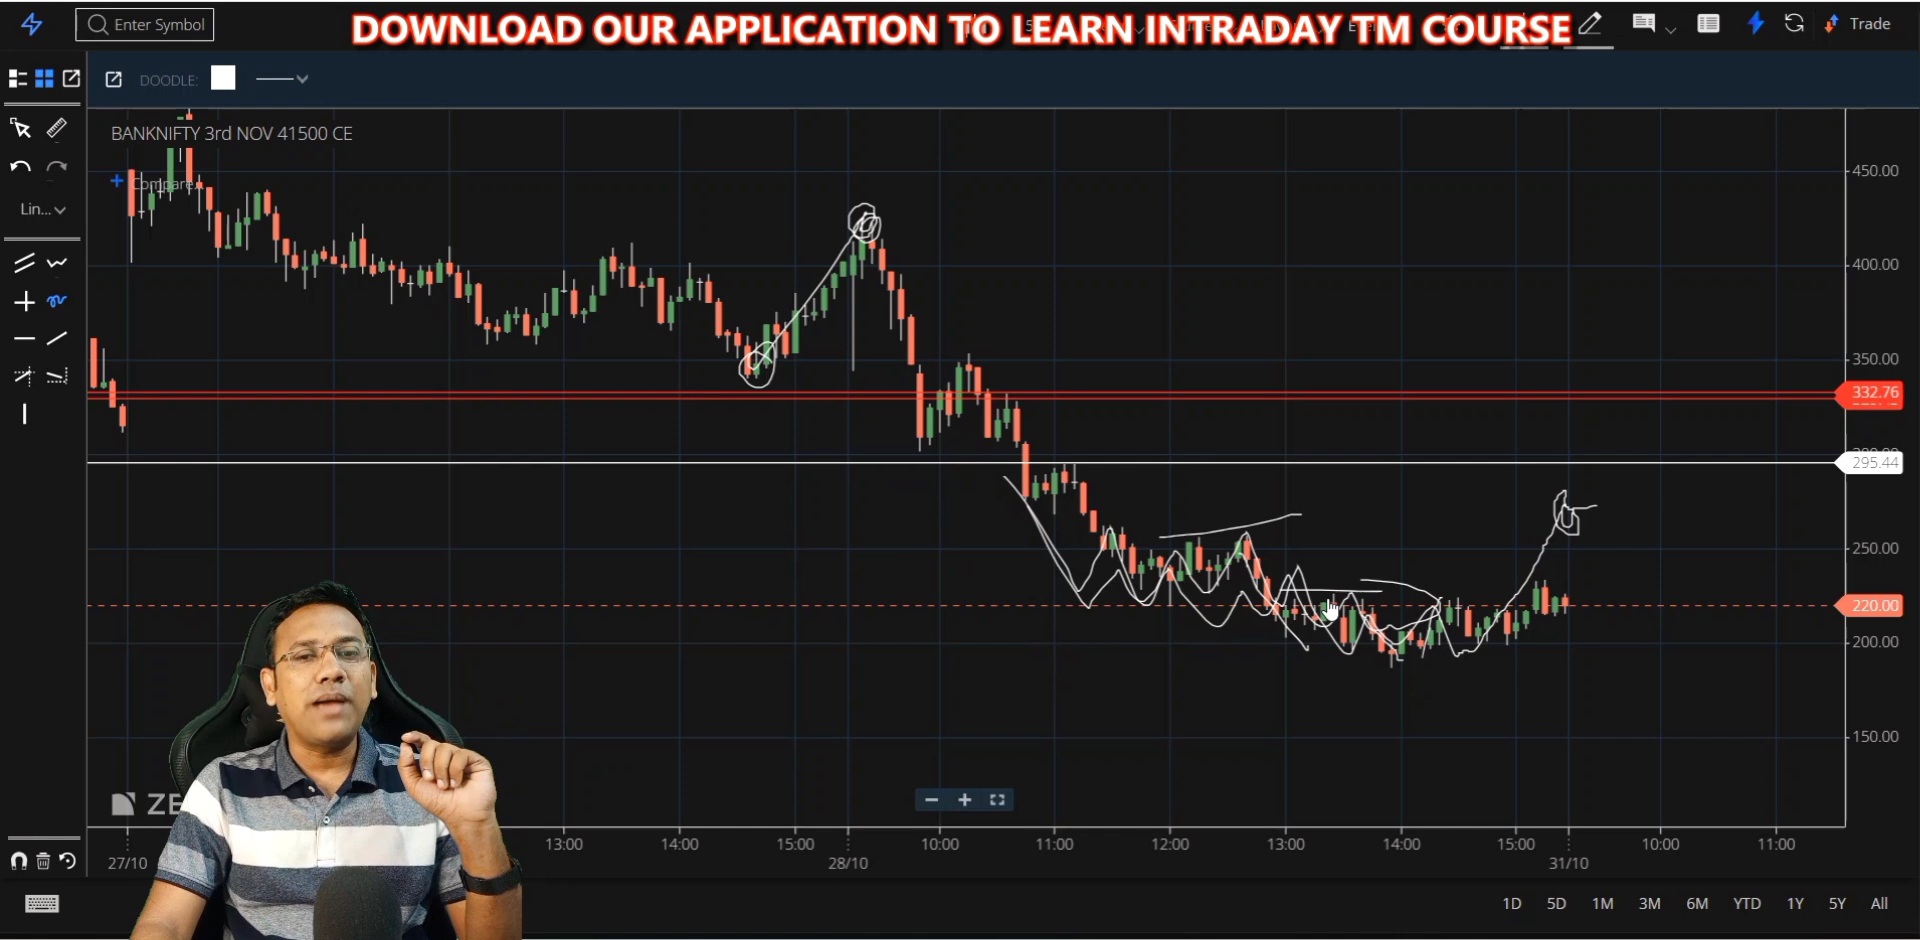 DOWNLOAD OUR APPLICATION TO LEARN INTRADAY TM COURSE
Enter Symbol
Trade
DOODLE:
BANKNIFTY 3rd NOV 41500 CE
Compare...
Lin...
450.00
400.00
350.00
332.76
295.44
250.00
220.00
200.00
150.00
ZE
13:00 14:00 15:00 10:00 11:00 12:00 13:00 14:00 15:00 10:00 11:00
27/10 28/10 31/10
1D 5D 1M 3M 6M YTD 1Y 5Y All